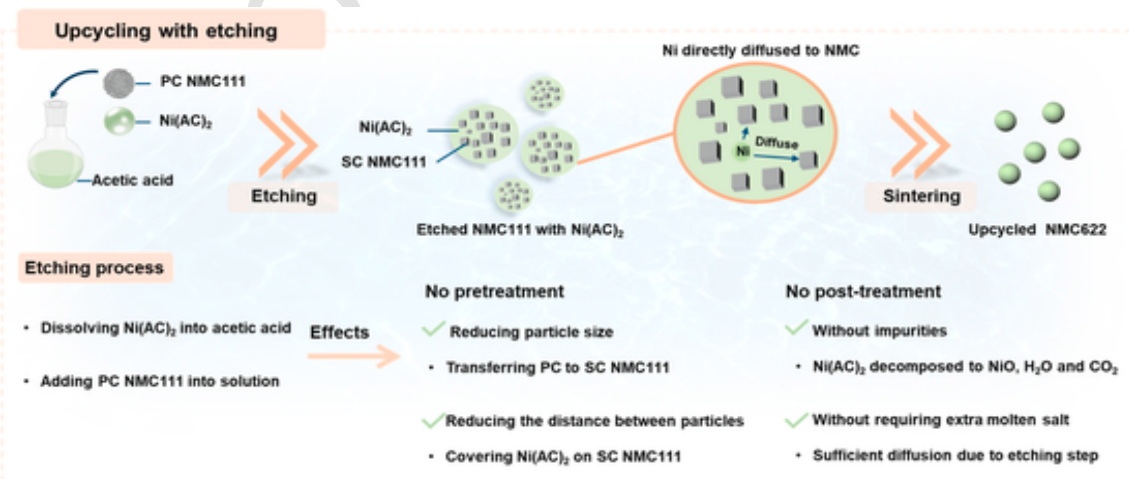 Upcycling with etching
PC NMC111
Ni(AC)₂
Acetic acid
Etching
Ni(AC)₂
SC NMC111
Etched NMC111 with Ni(AC)₂
Ni directly diffused to NMC
Ni
Diffuse
Sintering
Upcycled NMC622
Etching process
• Dissolving Ni(AC)₂ into acetic acid
• Adding PC NMC111 into solution
Effects
No pretreatment
✓ Reducing particle size
• Transferring PC to SC NMC111
✓ Reducing the distance between particles
• Covering Ni(AC)₂ on SC NMC111
No post-treatment
✓ Without impurities
• Ni(AC)₂ decomposed to NiO, H₂O and CO₂
✓ Without requiring extra molten salt
• Sufficient diffusion due to etching step